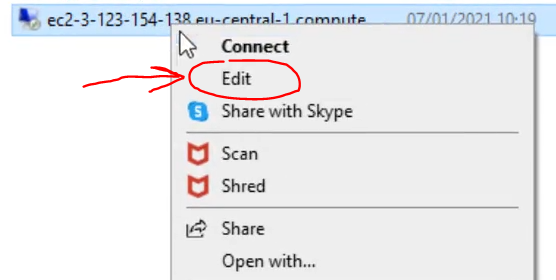 ec2-3-123-154-138.eu-central-1.compute... 07/01/2021 10:19
Connect
Edit
Share with Skype
Scan
Shred
Share
Open with...